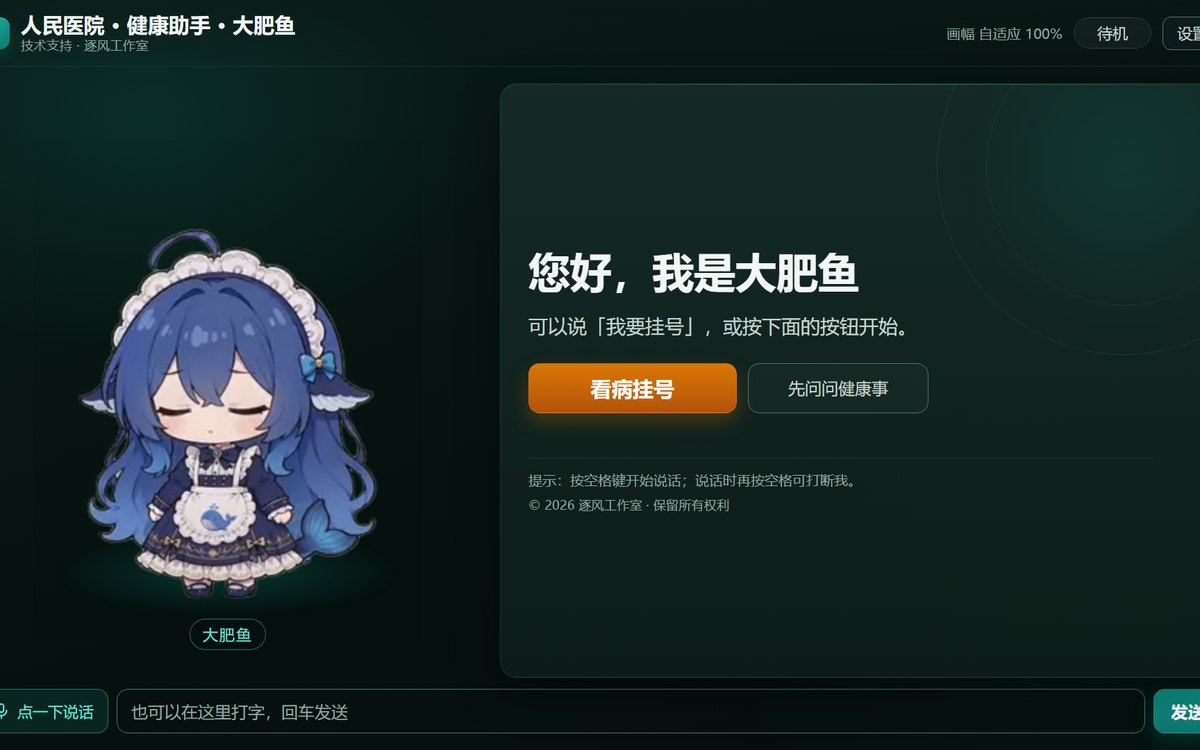 人民医院·健康助手·大肥鱼
技术支持 · 逐风工作室
画幅 自适应 100%
待机
设置
您好，我是大肥鱼
可以说「我要挂号」，或按下面的按钮开始。
看病挂号
先问问健康事
提示：按空格键开始说话；说话时再按空格可打断我。
© 2026 逐风工作室 · 保留所有权利
大肥鱼
点一下说话
也可以在这里打字，回车发送
发送